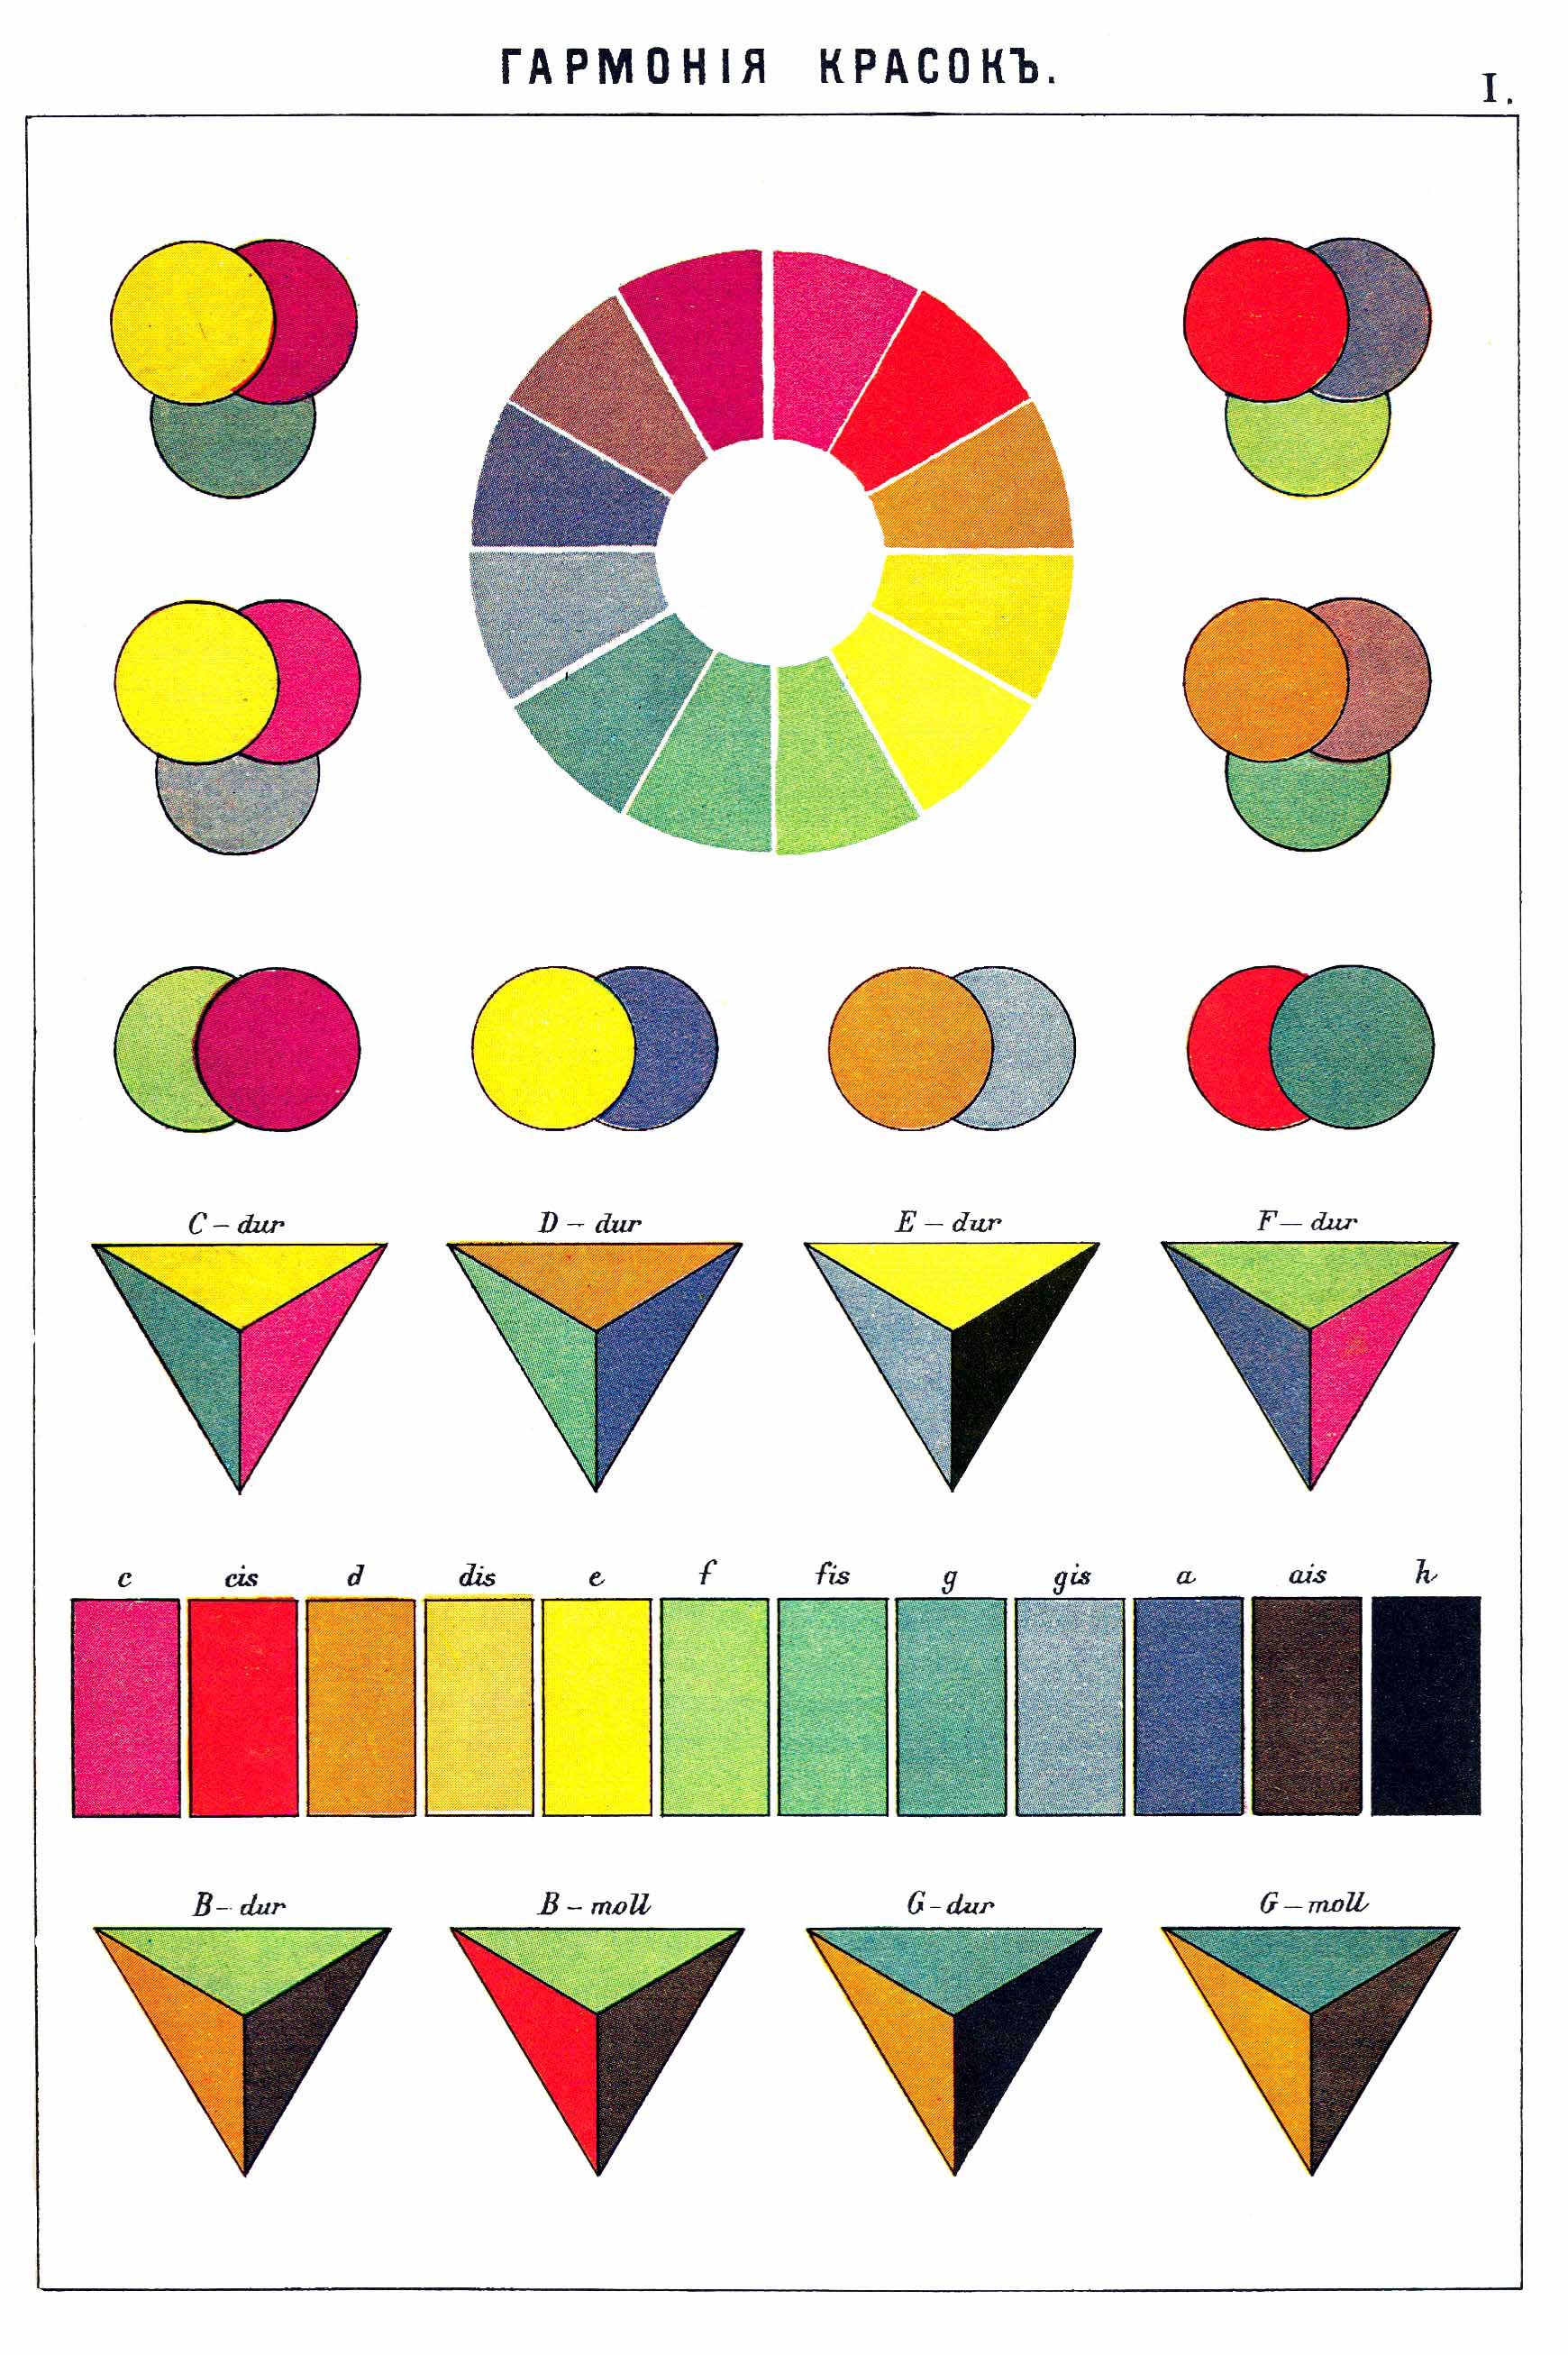 ГАРМОНІЯ КРАСОКЪ.
I.
C – dur D – dur E – dur F – dur
c cis d dis e f fis g gis a ais h
B – dur B – moll G – dur G – moll